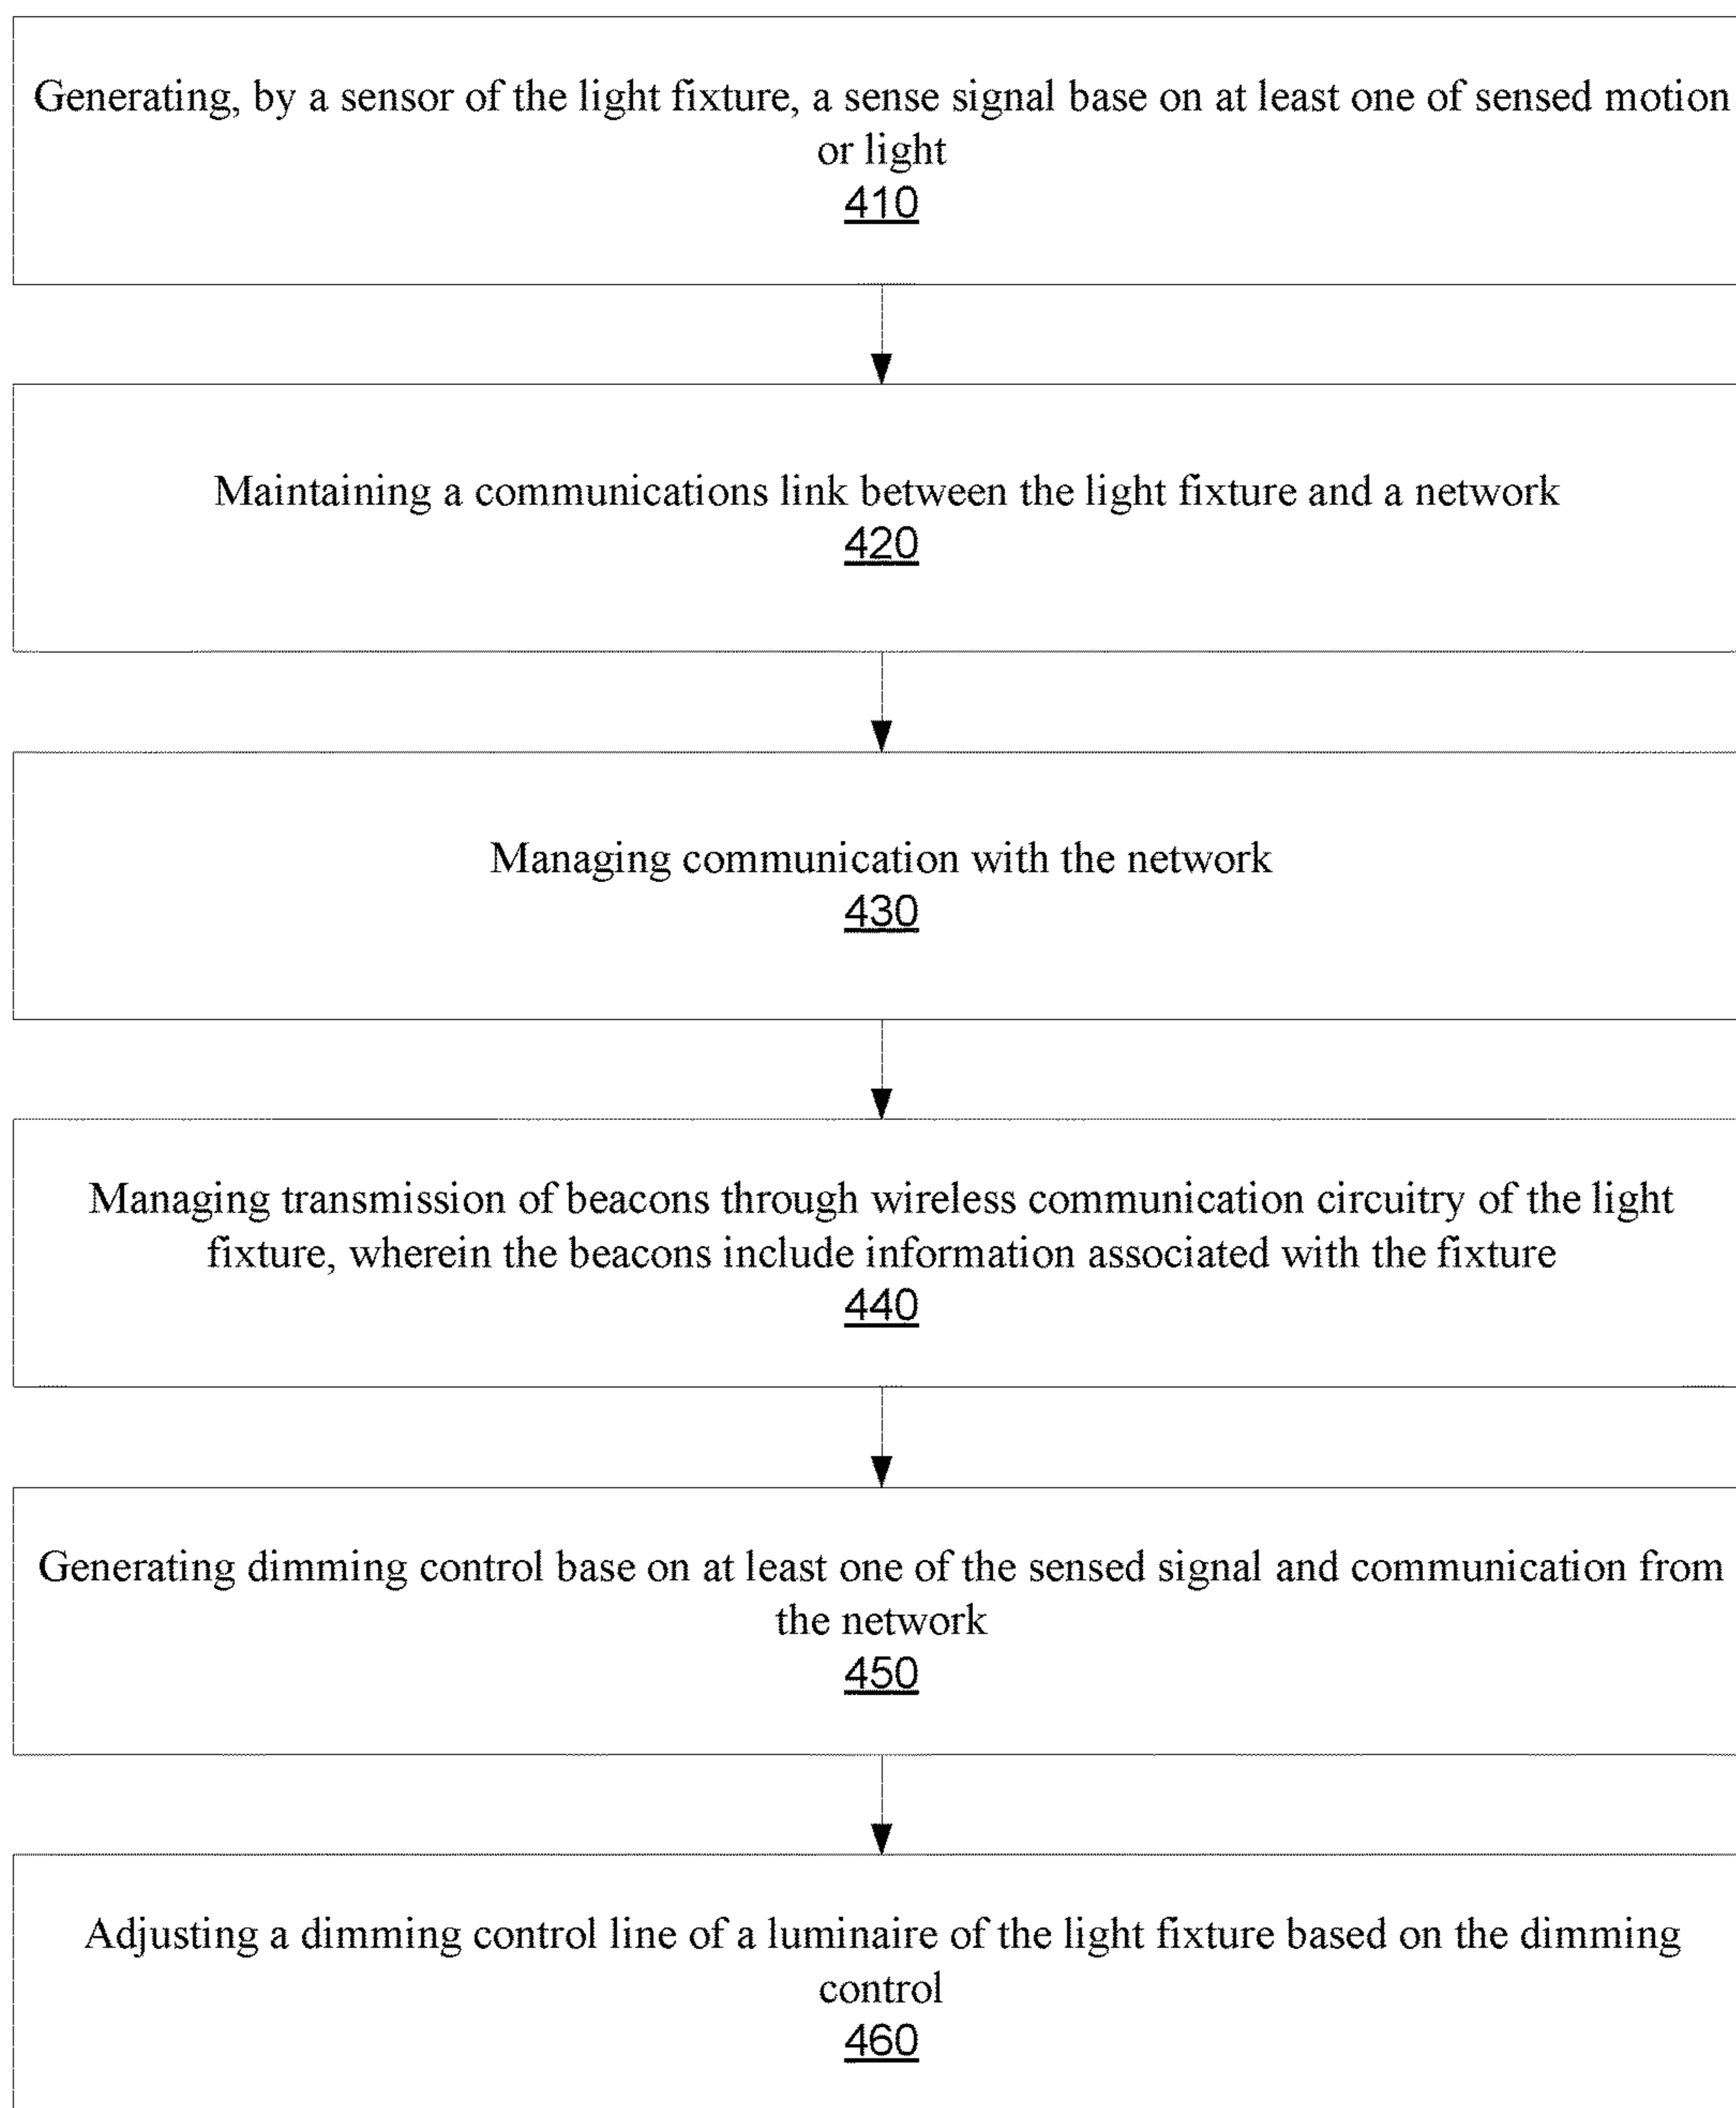 Generating, by a sensor of the light fixture, a sense signal base on at least one of sensed motion
or light
410
Maintaining a communications link between the light fixture and a network
420
Managing communication with the network
430
Managing transmission of beacons through wireless communication circuitry of the light
fixture, wherein the beacons include information associated with the fixture
440
Generating dimming control base on at least one of the sensed signal and communication from
the network
450
Adjusting a dimming control line of a luminaire of the light fixture based on the dimming
control
460